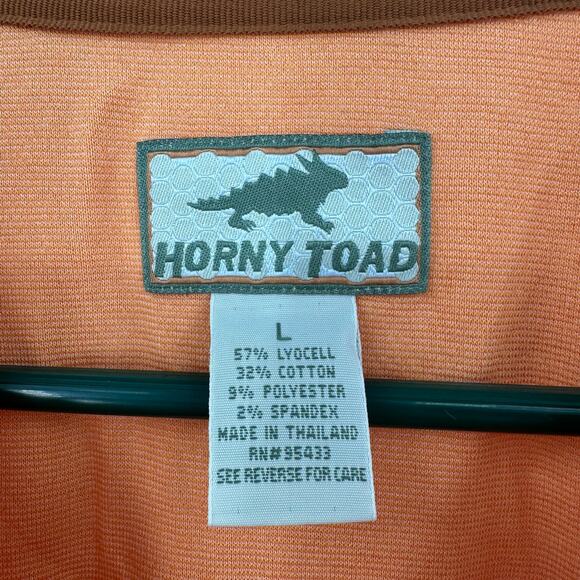 HORNY TOAD
L
57% LYOCELL
32% COTTON
9% POLYESTER
2% SPANDEX
MADE IN THAILAND
RN#95433
SEE REVERSE FOR CARE